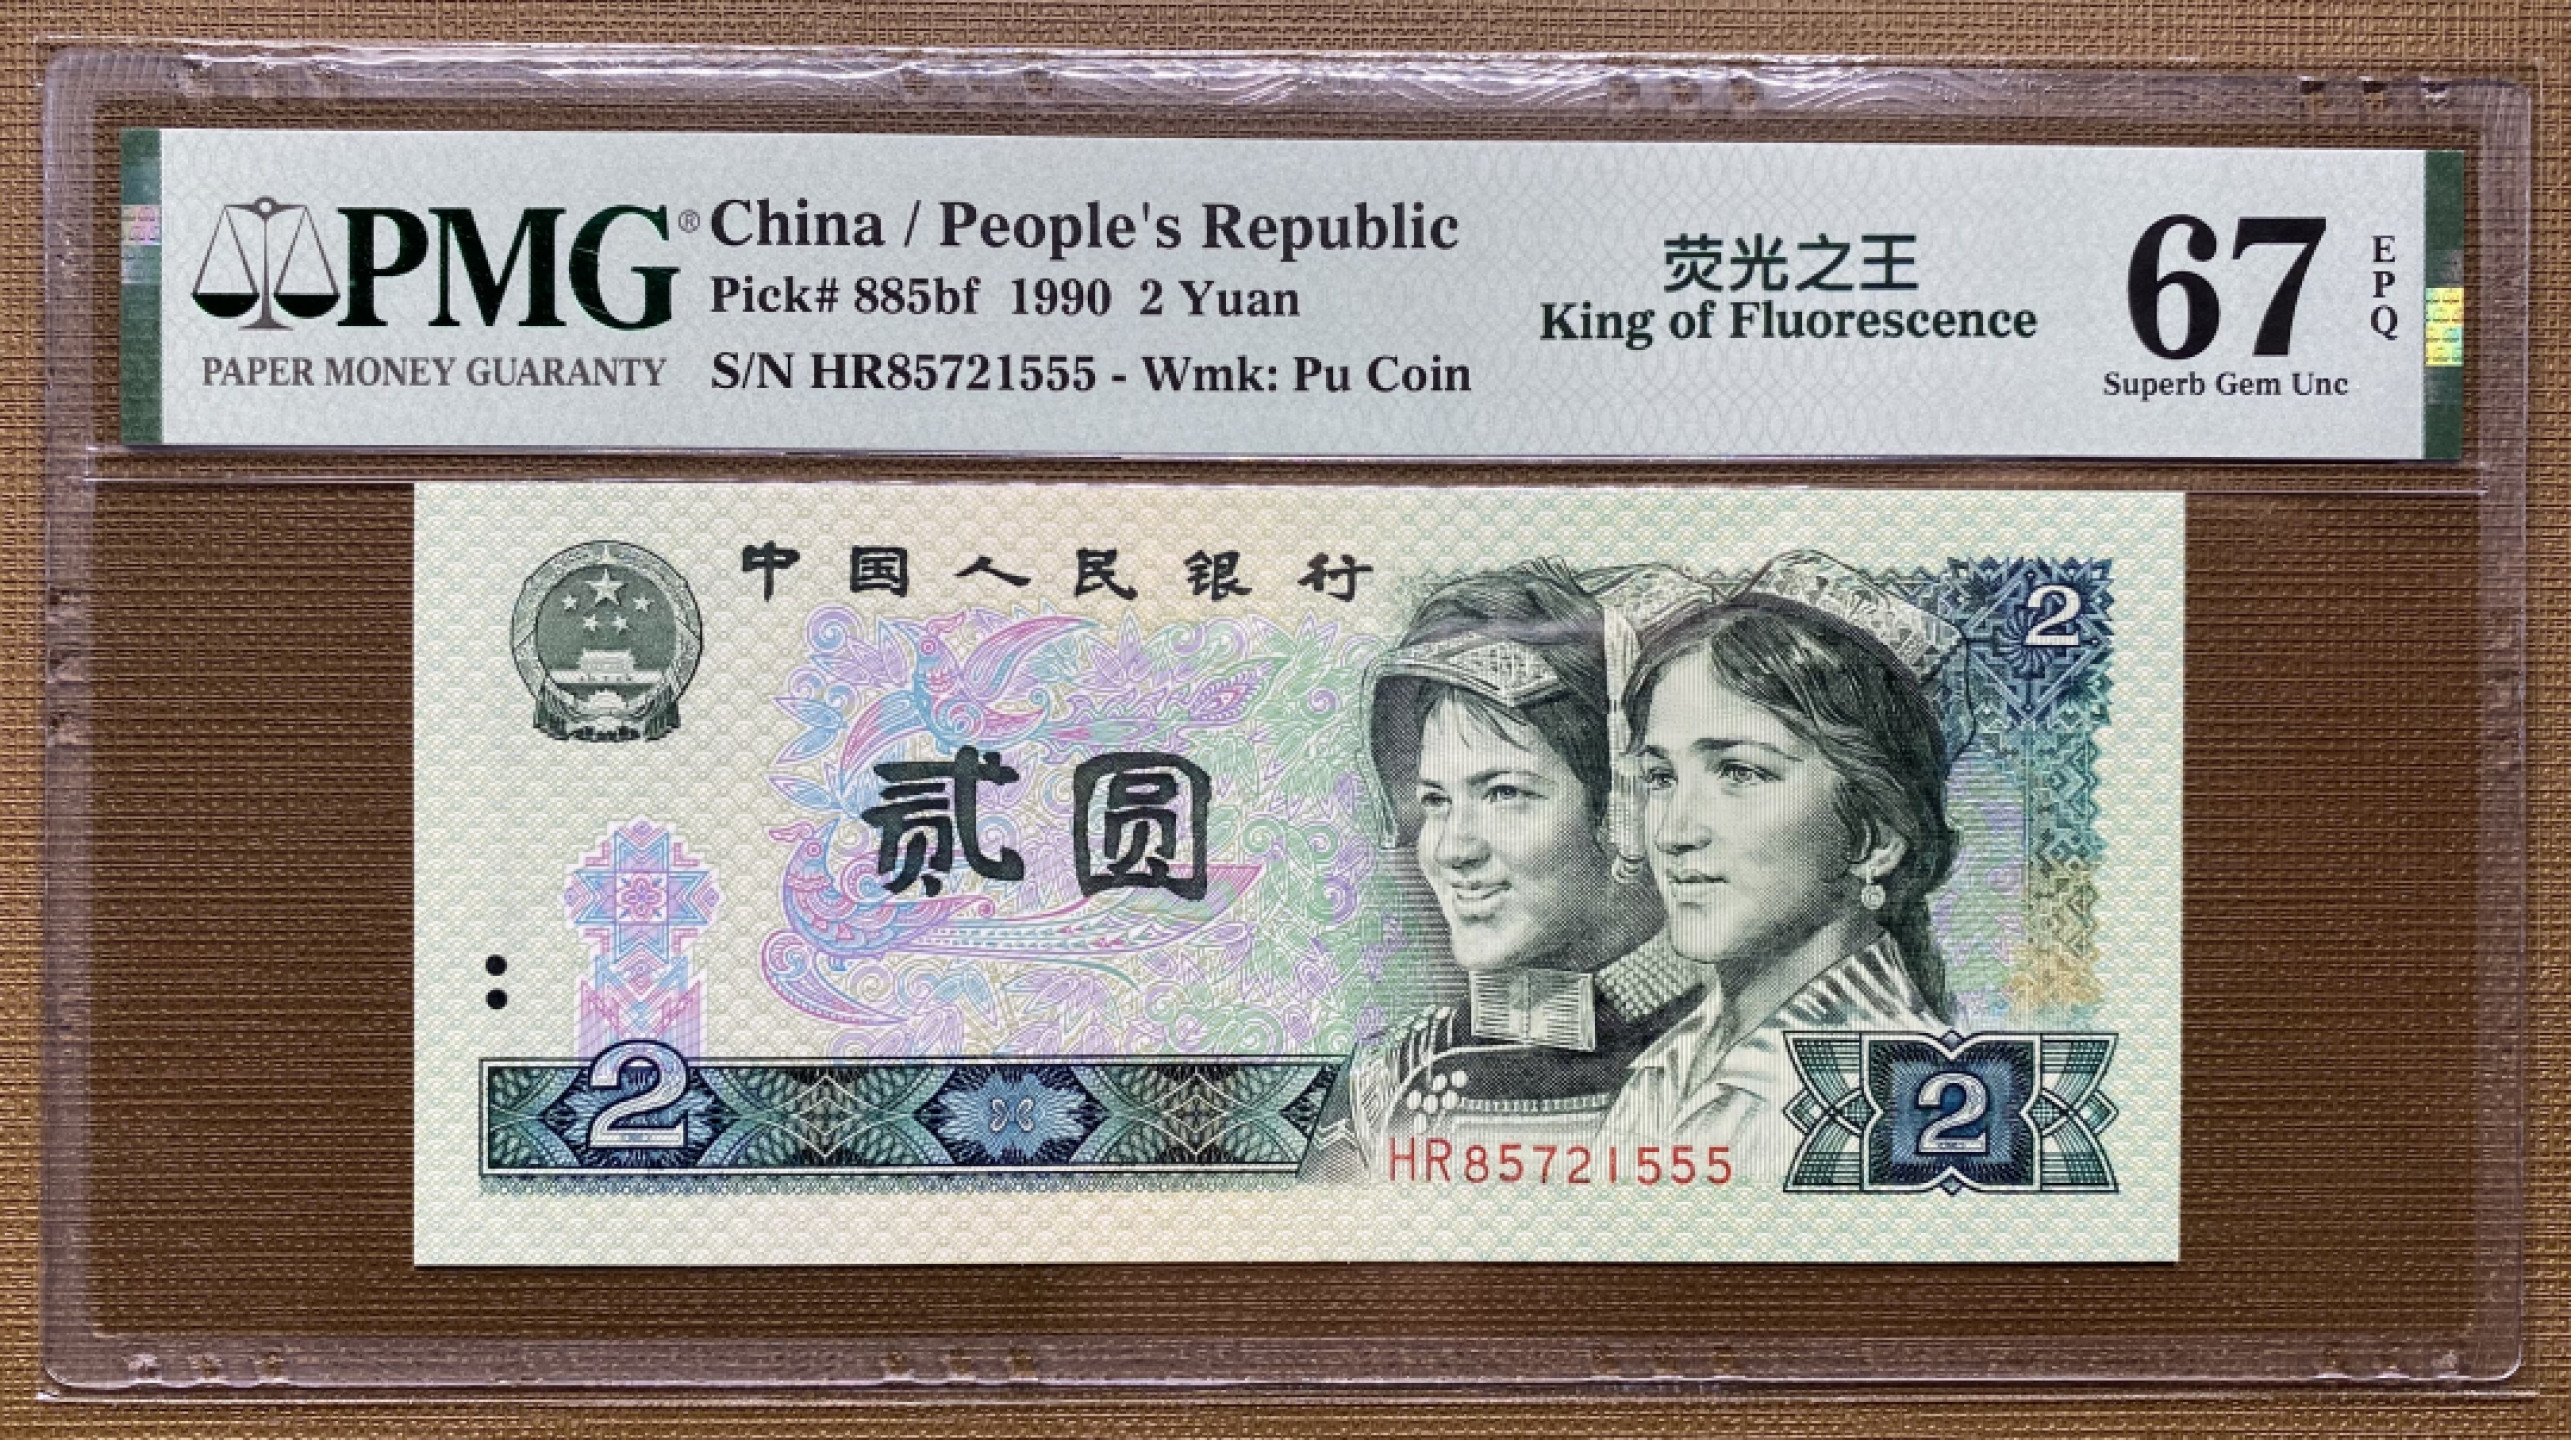 PMG®
PAPER MONEY GUARANTY
China / People's Republic
Pick# 885bf 1990 2 Yuan
S/N HR85721555 - Wmk: Pu Coin
荧光之王
King of Fluorescence
67
EPQ
Superb Gem Unc
中国人民银行
2
贰圆
2
HR85721555
2